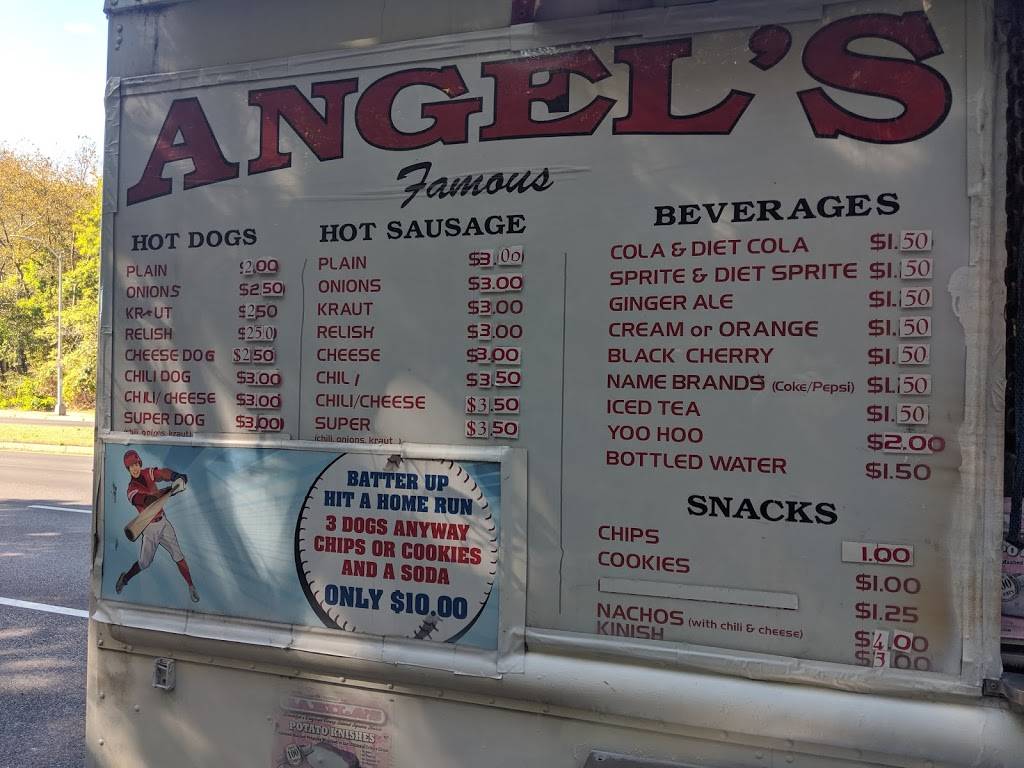 ANGEL'S
Famous
HOT DOGS
PLAIN $2.00
ONIONS $2.50
KRAUT $2.50
RELISH $2.50
CHEESE DOG $2.50
CHILI DOG $3.00
CHILI/CHEESE $3.00
SUPER DOG $3.00
(chili, onions, kraut)
HOT SAUSAGE
PLAIN $3.00
ONIONS $3.00
KRAUT $3.00
RELISH $3.00
CHEESE $3.00
CHILI $3.50
CHILI/CHEESE $3.50
SUPER $3.50
(chili, onions, kraut)
BEVERAGES
COLA & DIET COLA $1.50
SPRITE & DIET SPRITE $1.50
GINGER ALE $1.50
CREAM or ORANGE $1.50
BLACK CHERRY $1.50
NAME BRANDS (Coke/Pepsi) $1.50
ICED TEA $1.50
YOO HOO $2.00
BOTTLED WATER $1.50
SNACKS
CHIPS 1.00
COOKIES $1.00
$1.25
NACHOS (with chili & cheese) $4.00
KINISH $3.00
BATTER UP
HIT A HOME RUN
3 DOGS ANYWAY
CHIPS OR COOKIES
AND A SODA
ONLY $10.00
POTATO KNISHES